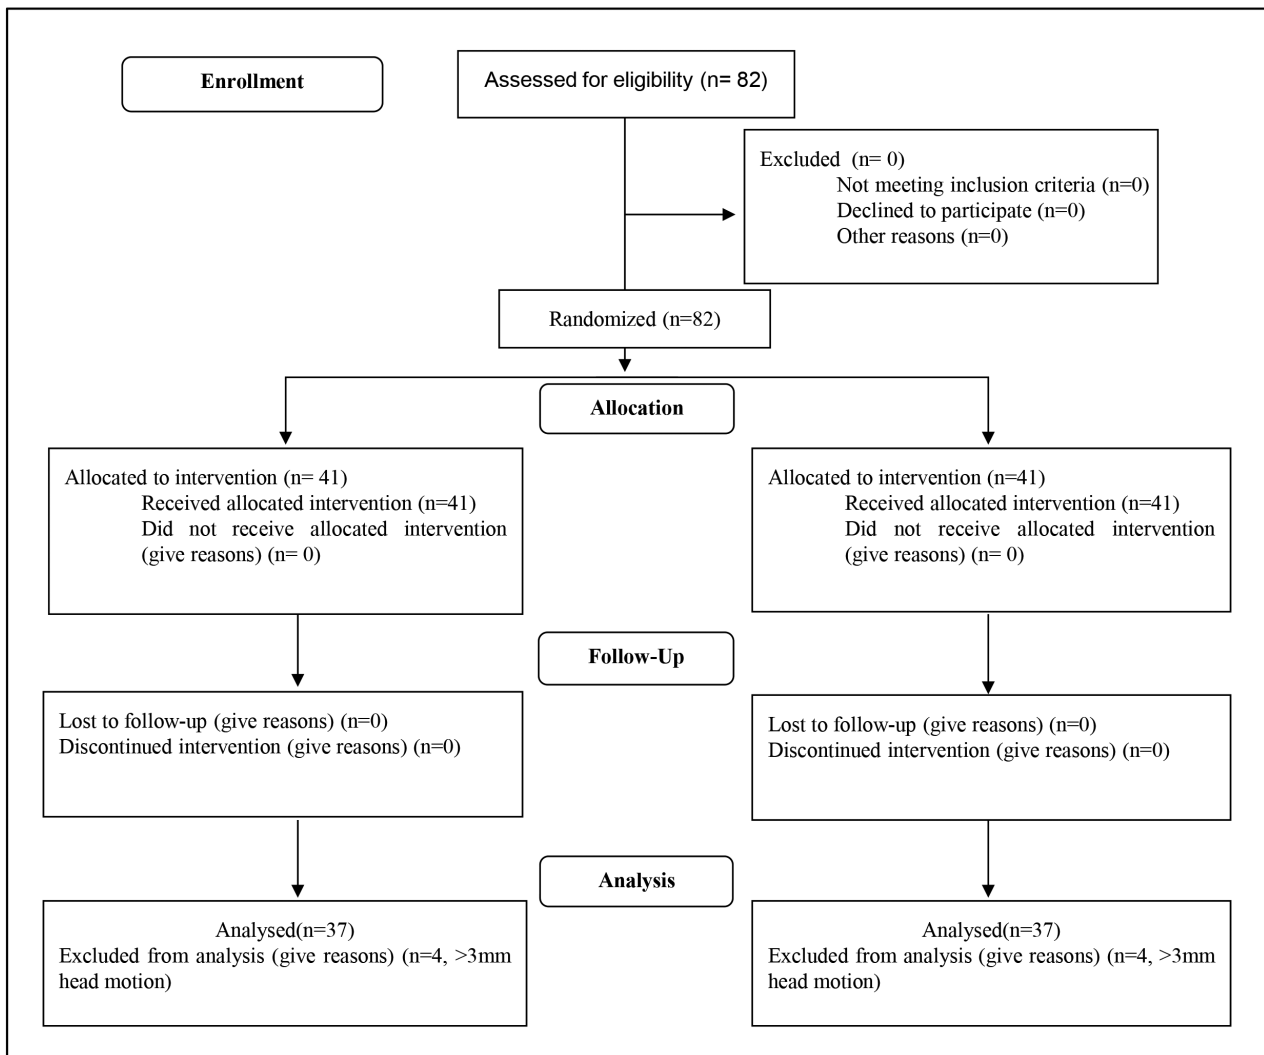 Enrollment
Assessed for eligibility (n= 82)
Excluded (n= 0)
Not meeting inclusion criteria (n=0)
Declined to participate (n=0)
Other reasons (n=0)
Randomized (n=82)
Allocation
Allocated to intervention (n= 41)
Received allocated intervention (n=41)
Did not receive allocated intervention
(give reasons) (n= 0)
Allocated to intervention (n=41)
Received allocated intervention (n=41)
Did not receive allocated intervention
(give reasons) (n= 0)
Follow-Up
Lost to follow-up (give reasons) (n=0)
Discontinued intervention (give reasons) (n=0)
Lost to follow-up (give reasons) (n=0)
Discontinued intervention (give reasons) (n=0)
Analysis
Analysed(n=37)
Excluded from analysis (give reasons) (n=4, >3mm
head motion)
Analysed(n=37)
Excluded from analysis (give reasons) (n=4, >3mm
head motion)